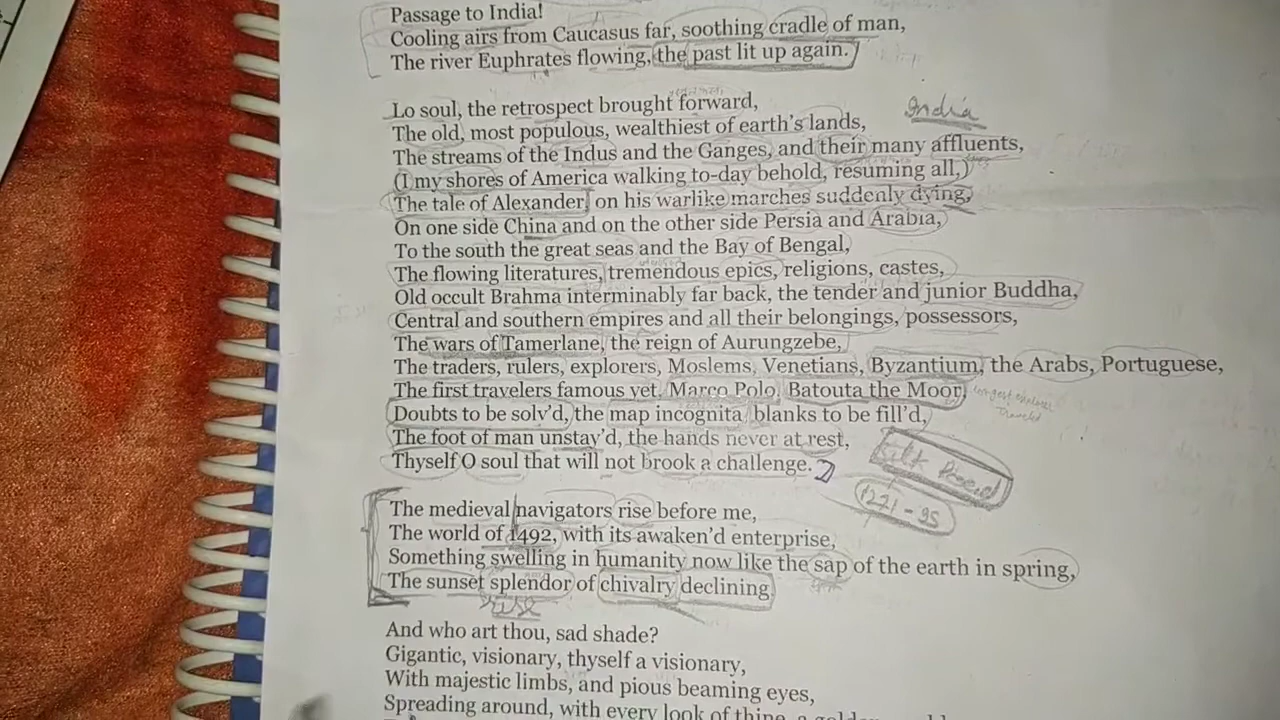 Passage to India!
Cooling airs from Caucasus far, soothing cradle of man,
The river Euphrates flowing, the past lit up again.
Lo soul, the retrospect brought forward,
India
The old, most populous, wealthiest of earth's lands,
The streams of the Indus and the Ganges, and their many affluents,
(I my shores of America walking to-day behold, resuming all,)
The tale of Alexander, on his warlike marches suddenly dying,
On one side China and on the other side Persia and Arabia,
To the south the great seas and the Bay of Bengal,
The flowing literatures, tremendous epics, religions, castes,
Old occult Brahma interminably far back, the tender and junior Buddha,
Central and southern empires and all their belongings, possessors,
The wars of Tamerlane, the reign of Aurungzebe,
The traders, rulers, explorers, Moslems, Venetians, Byzantium, the Arabs, Portuguese,
The first travelers famous yet, Marco Polo, Batouta the Moor,
Doubts to be solv'd, the map incognita, blanks to be fill'd,
The foot of man unstay'd, the hands never at rest,
Thyself O soul that will not brook a challenge.
1271-95
The medieval navigators rise before me,
The world of 1492, with its awaken'd enterprise,
Something swelling in humanity now like the sap of the earth in spring,
The sunset splendor of chivalry declining.
rise
And who art thou, sad shade?
Gigantic, visionary, thyself a visionary,
With majestic limbs, and pious beaming eyes,
Spreading around, with every look of thine, a golden world